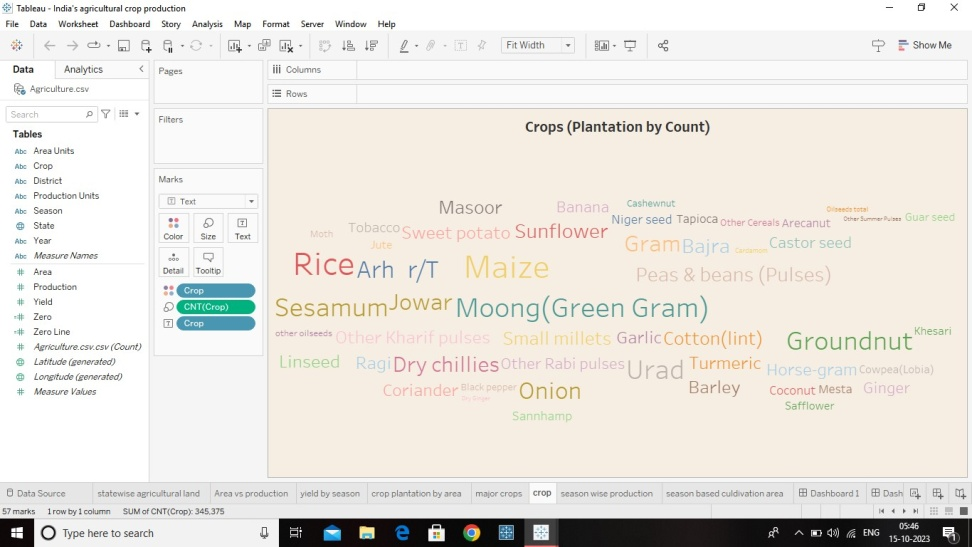 Tableau - India's agricultural crop production
File Data Worksheet Dashboard Story Analysis Map Format Server Window Help
Fit Width
Show Me
Data Analytics
Agriculture.csv
Search
Tables
Abc Area Units
Abc Crop
Abc District
Abc Production Units
Abc Season
State
Abc Year
Abc Measure Names
Area
Production
Yield
Zero
Zero Line
Agriculture.csv.csv (Count)
Latitude (generated)
Longitude (generated)
Measure Values
Pages
Filters
Marks
Text
Color Size Text
Detail Tooltip
Crop
CNT(Crop)
Crop
Columns
Rows
Crops (Plantation by Count)
Masoor Banana Cashewnut Oilseeds total
Niger seed Tapioca Other Cereals Arecanut Other Summer Pulses Guar seed
Moth Tobacco Sweet potato Sunflower
Jute Gram Bajra Cardamom Castor seed
Rice Arh r/T Maize Peas & beans (Pulses)
Sesamum Jowar Moong(Green Gram)
other oilseeds Other Kharif pulses Small millets Garlic Cotton(lint) Groundnut Khesari
Linseed Ragi Dry chillies Other Rabi pulses Urad Turmeric Horse-gram Cowpea(Lobia)
Coriander Black pepper Onion Barley Coconut Mesta Ginger
Dry Ginger Safflower
Sannhamp
Data Source statewise agricultural land Area vs production yield by season crop plantation by area major crops crop season wise production season based culdivation area Dashboard 1 Dash
57 marks 1 row by 1 column SUM of CNT(Crop): 345,375
Type here to search
ENG
05:46
15-10-2023
1